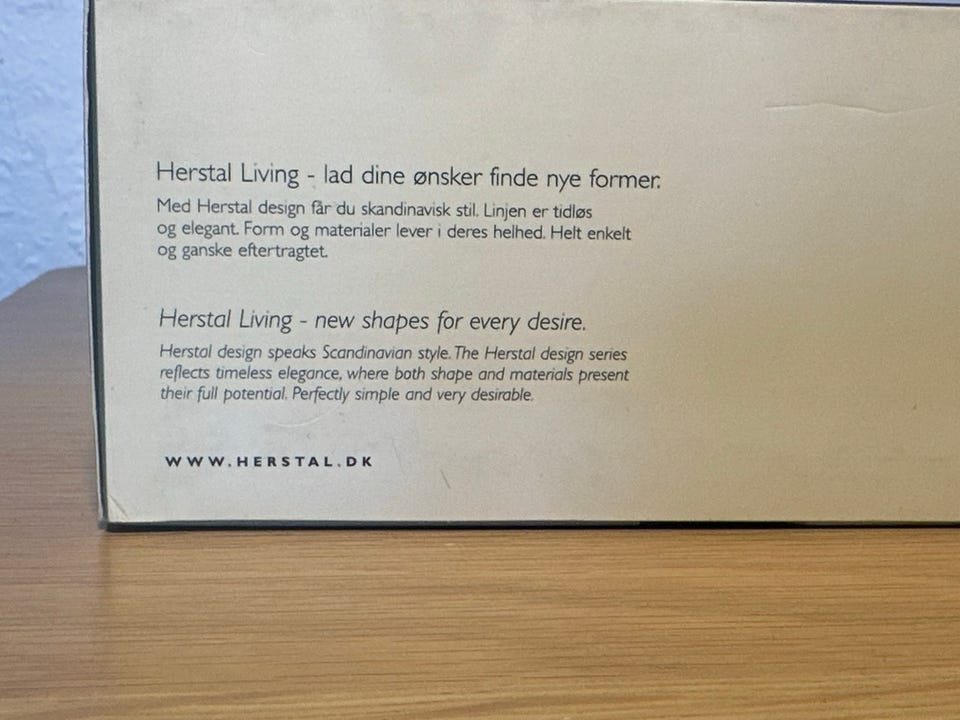 Herstal Living - lad dine ønsker finde nye former.
Med Herstal design får du skandinavisk stil. Linjen er tidløs
og elegant. Form og materialer lever i deres helhed. Helt enkelt
og ganske eftertragtet.
Herstal Living - new shapes for every desire.
Herstal design speaks Scandinavian style. The Herstal design series
reflects timeless elegance, where both shape and materials present
their full potential. Perfectly simple and very desirable.
WWW.HERSTAL.DK